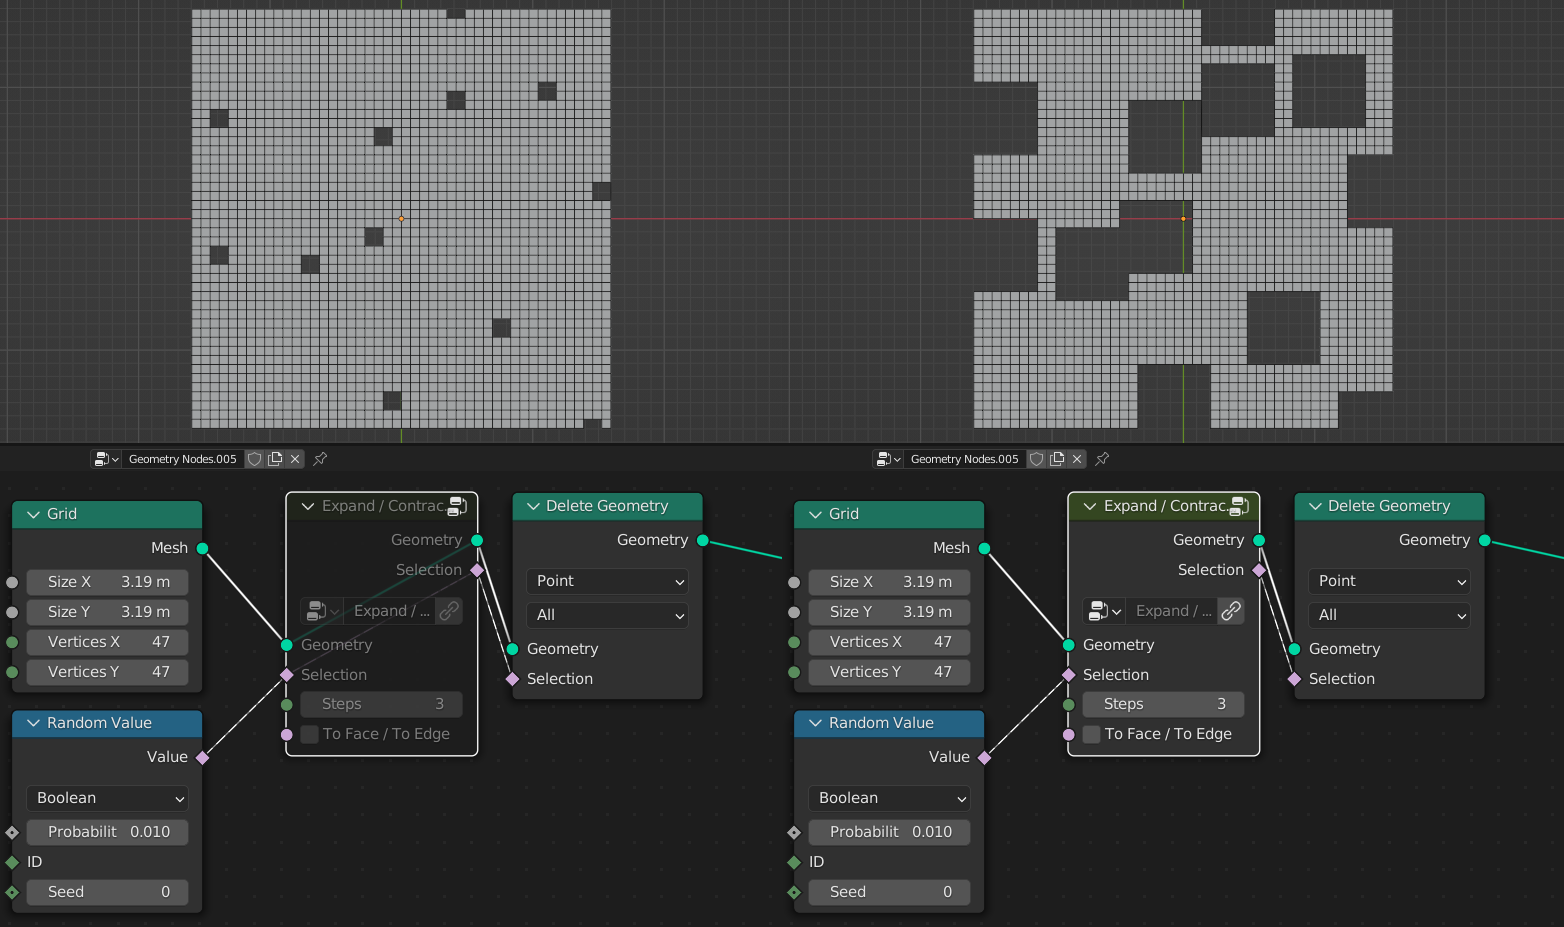 Geometry Nodes.005
Geometry Nodes.005
Grid
Mesh
Size X 3.19 m
Size Y 3.19 m
Vertices X 47
Vertices Y 47
Random Value
Value
Boolean
Probabilit 0.010
ID
Seed 0
Expand / Contrac.
Geometry
Selection
Expand / ...
Geometry
Selection
Steps 3
To Face / To Edge
Delete Geometry
Geometry
Point
All
Geometry
Selection
Grid
Mesh
Size X 3.19 m
Size Y 3.19 m
Vertices X 47
Vertices Y 47
Random Value
Value
Boolean
Probabilit 0.010
ID
Seed 0
Expand / Contrac.
Geometry
Selection
Expand / ...
Geometry
Selection
Steps 3
To Face / To Edge
Delete Geometry
Geometry
Point
All
Geometry
Selection